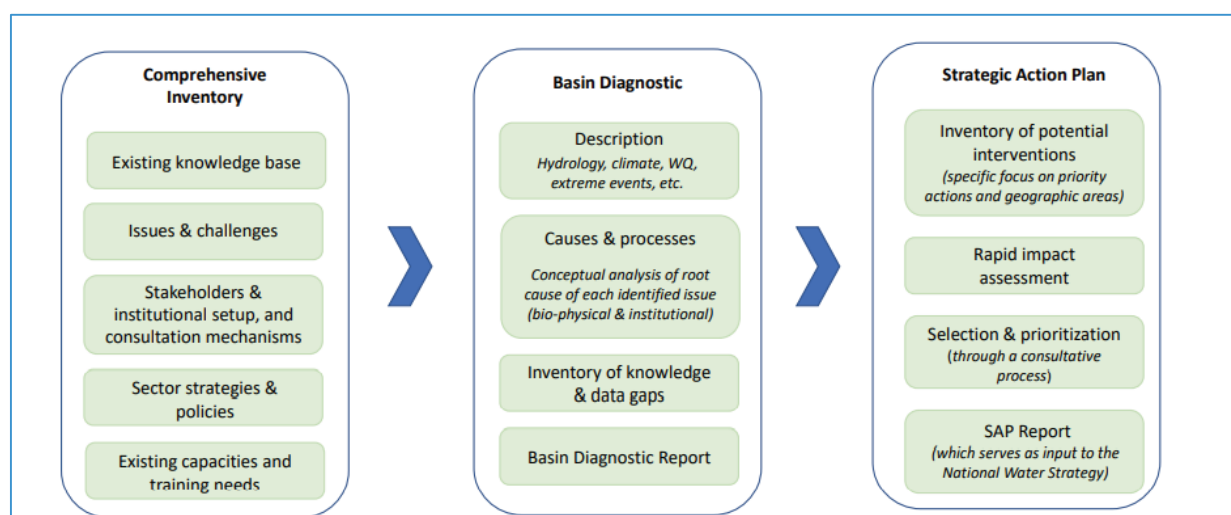 Comprehensive
Inventory
Existing knowledge base
Issues & challenges
Stakeholders &
institutional setup, and
consultation mechanisms
Sector strategies &
policies
Existing capacities and
training needs
Basin Diagnostic
Description
Hydrology, climate, WQ,
extreme events, etc.
Causes & processes
Conceptual analysis of root
cause of each identified issue
(bio-physical & institutional)
Inventory of knowledge
& data gaps
Basin Diagnostic Report
Strategic Action Plan
Inventory of potential
interventions
(specific focus on priority
actions and geographic areas)
Rapid impact
assessment
Selection & prioritization
(through a consultative
process)
SAP Report
(which serves as input to the
National Water Strategy)